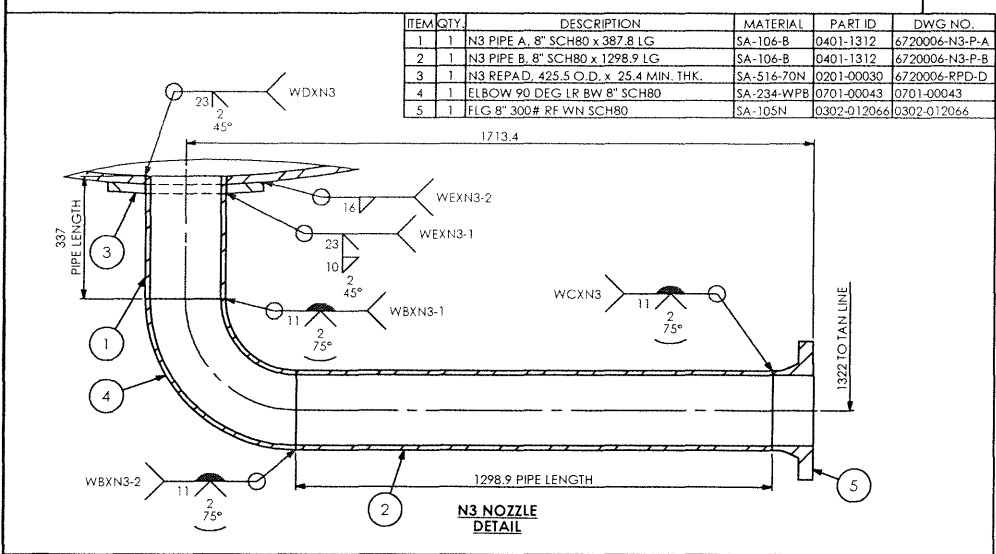 ITEM QTY. DESCRIPTION MATERIAL PART ID DWG NO.
1 1 N3 PIPE A, 8" SCH80 x 387.8 LG SA-106-B 0401-1312 6720006-N3-P-A
2 1 N3 PIPE B, 8" SCH80 x 1298.9 LG SA-106-B 0401-1312 6720006-N3-P-B
3 1 N3 REPAD, 425.5 O.D. x 25.4 MIN. THK. SA-516-70N 0201-00030 6720006-RPD-D
4 1 ELBOW 90 DEG LR BW 8" SCH80 SA-234-WPB 0701-00043 0701-00043
5 1 FLG 8" 300# RF WN SCH80 SA-105N 0302-012066 0302-012066
1713.4
WDXN3
23
2
45°
WEXN3-2
16
WEXN3-1
23
10
2
45°
337
PIPE LENGTH
3
WBXN3-1
11
2
75°
WCXN3
11
2
75°
1322 TO TAN LINE
1
4
WBXN3-2
11
2
75°
1298.9 PIPE LENGTH
2
5
N3 NOZZLE
DETAIL